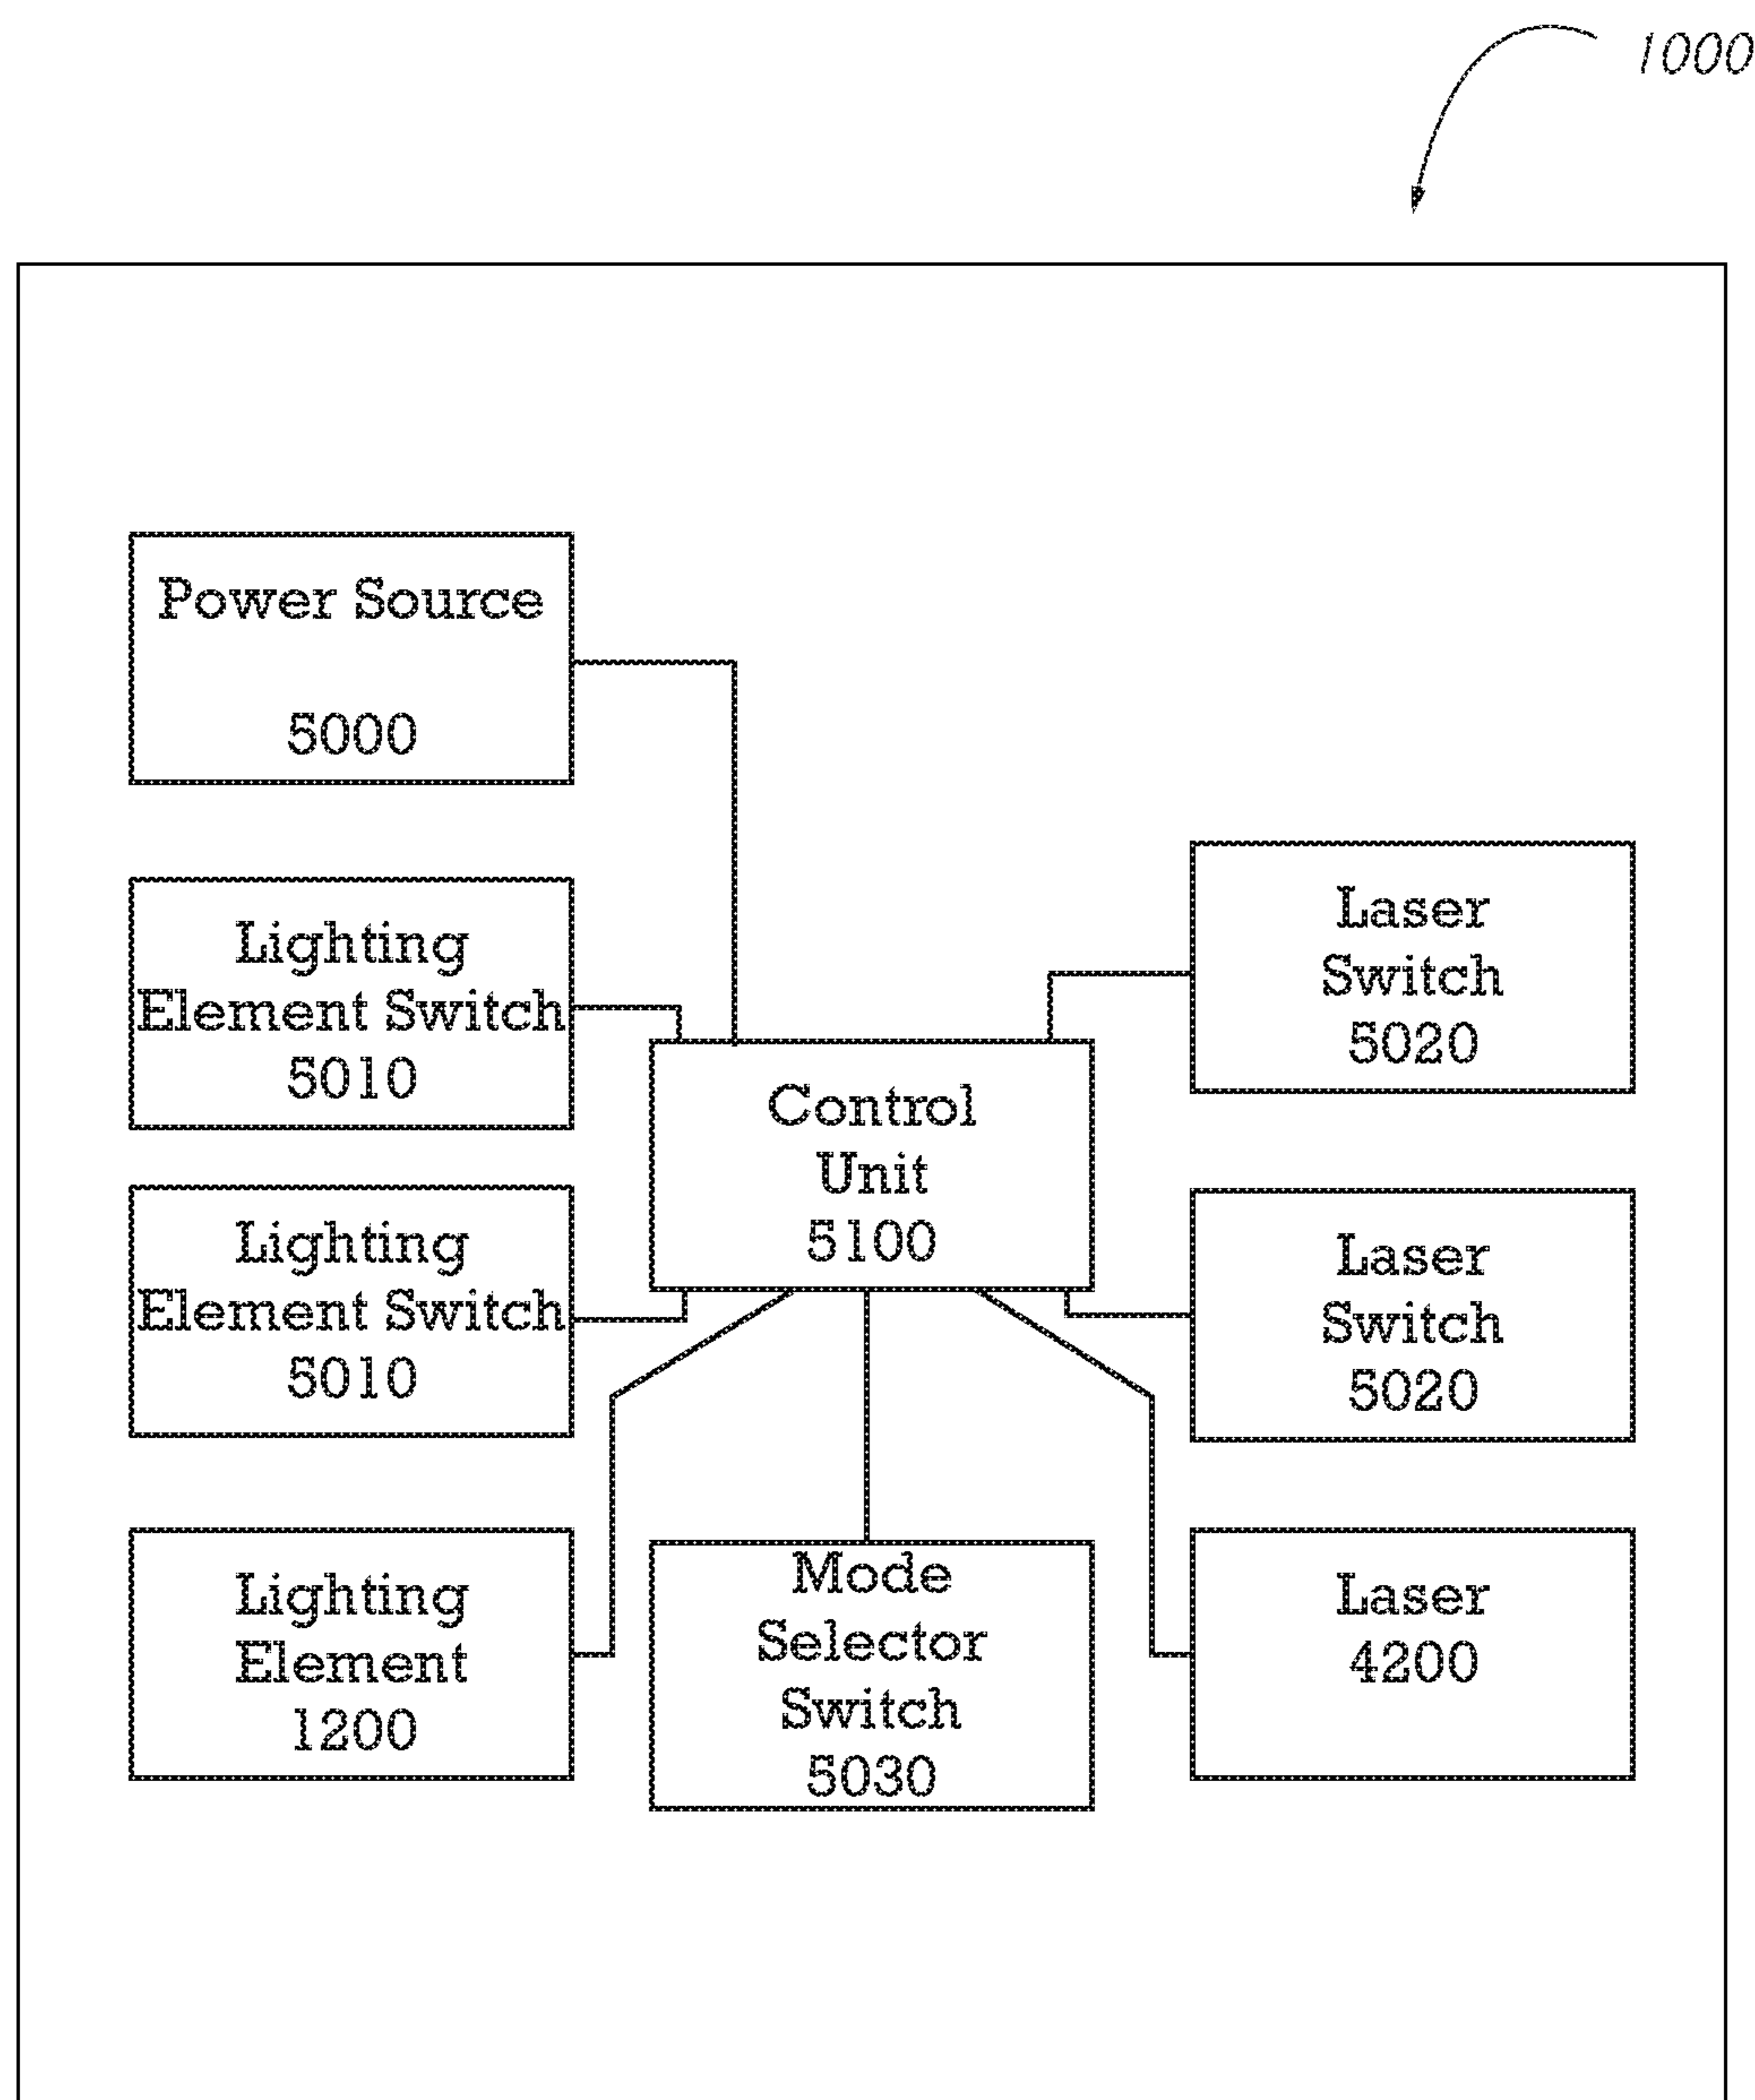 1000
Power Source
5000
Lighting
Element Switch
5010
Laser
Switch
5020
Control
Unit
5100
Lighting
Element Switch
5010
Laser
Switch
5020
Lighting
Element
1200
Mode
Selector
Switch
5030
Laser
4200